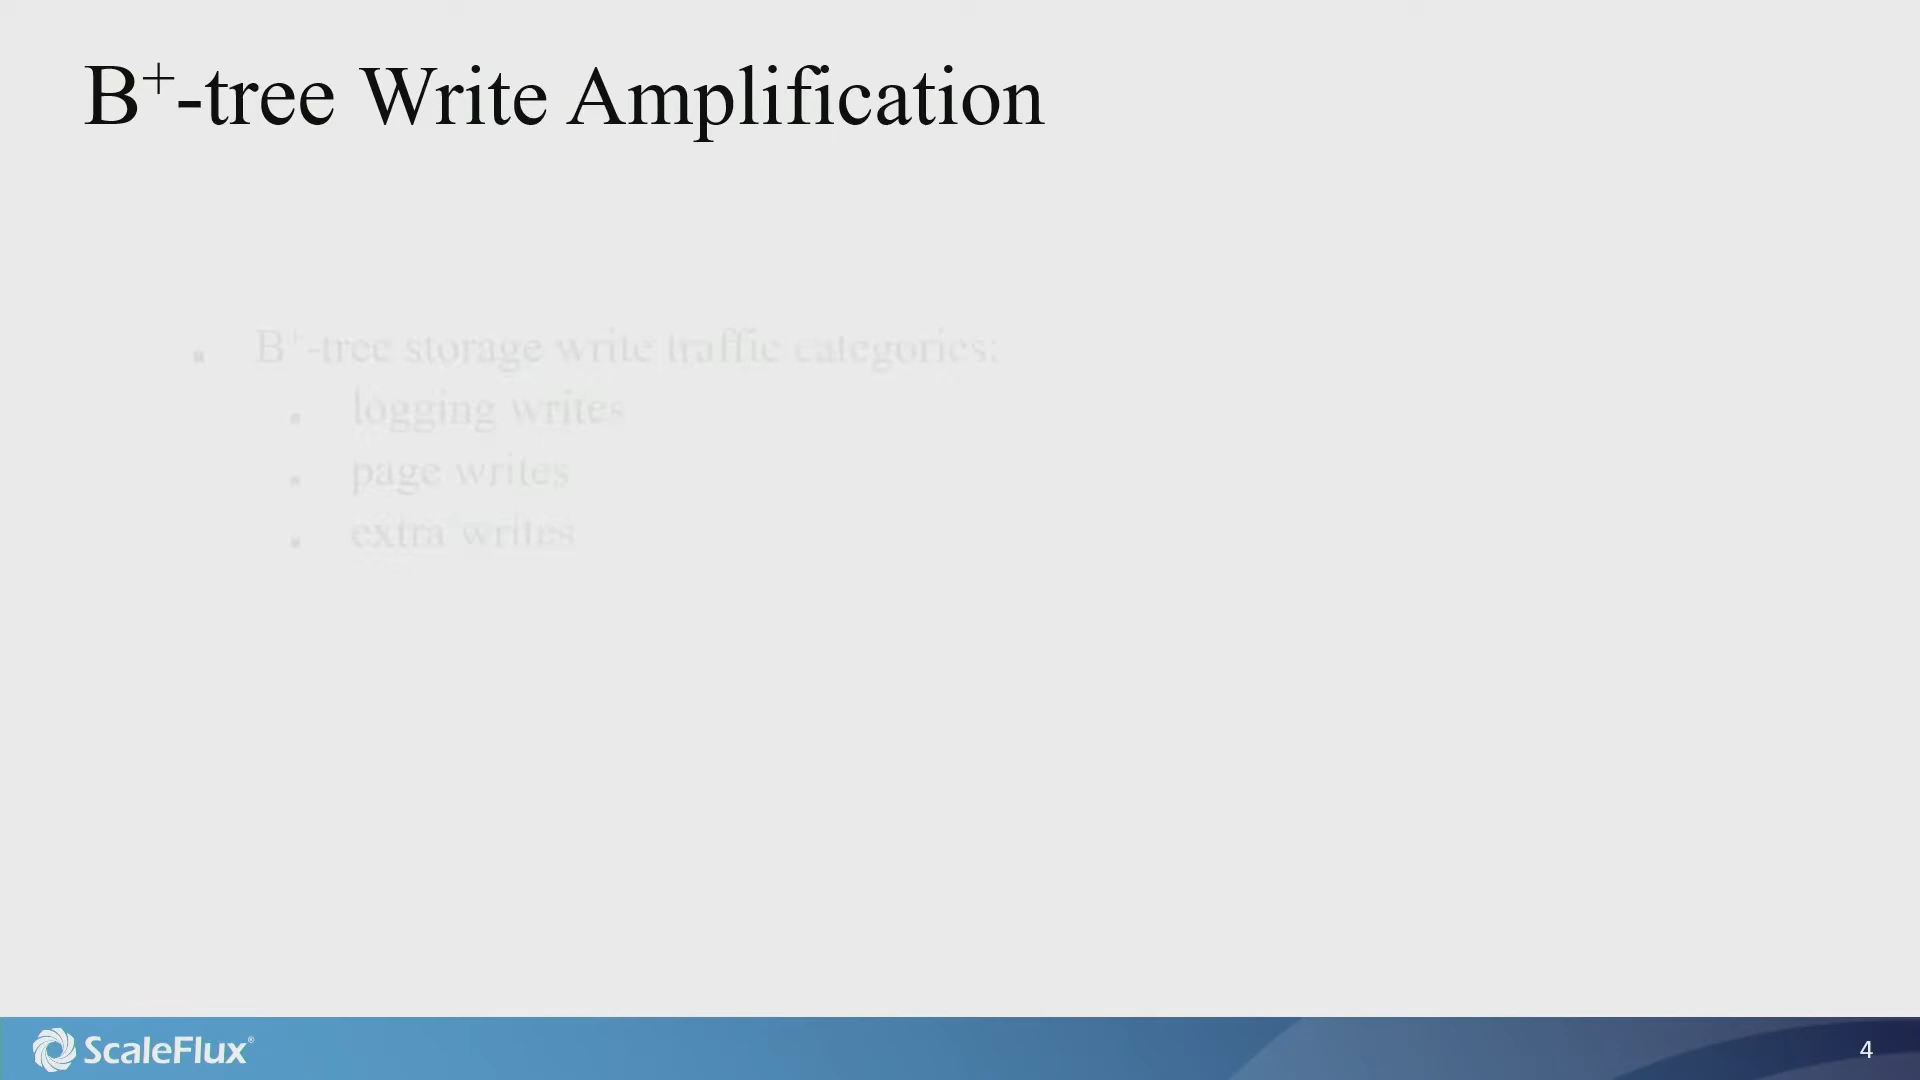 B⁺-tree Write Amplification
B⁺-tree storage write traffic categories:
logging writes
page writes
extra writes
ScaleFlux®
4